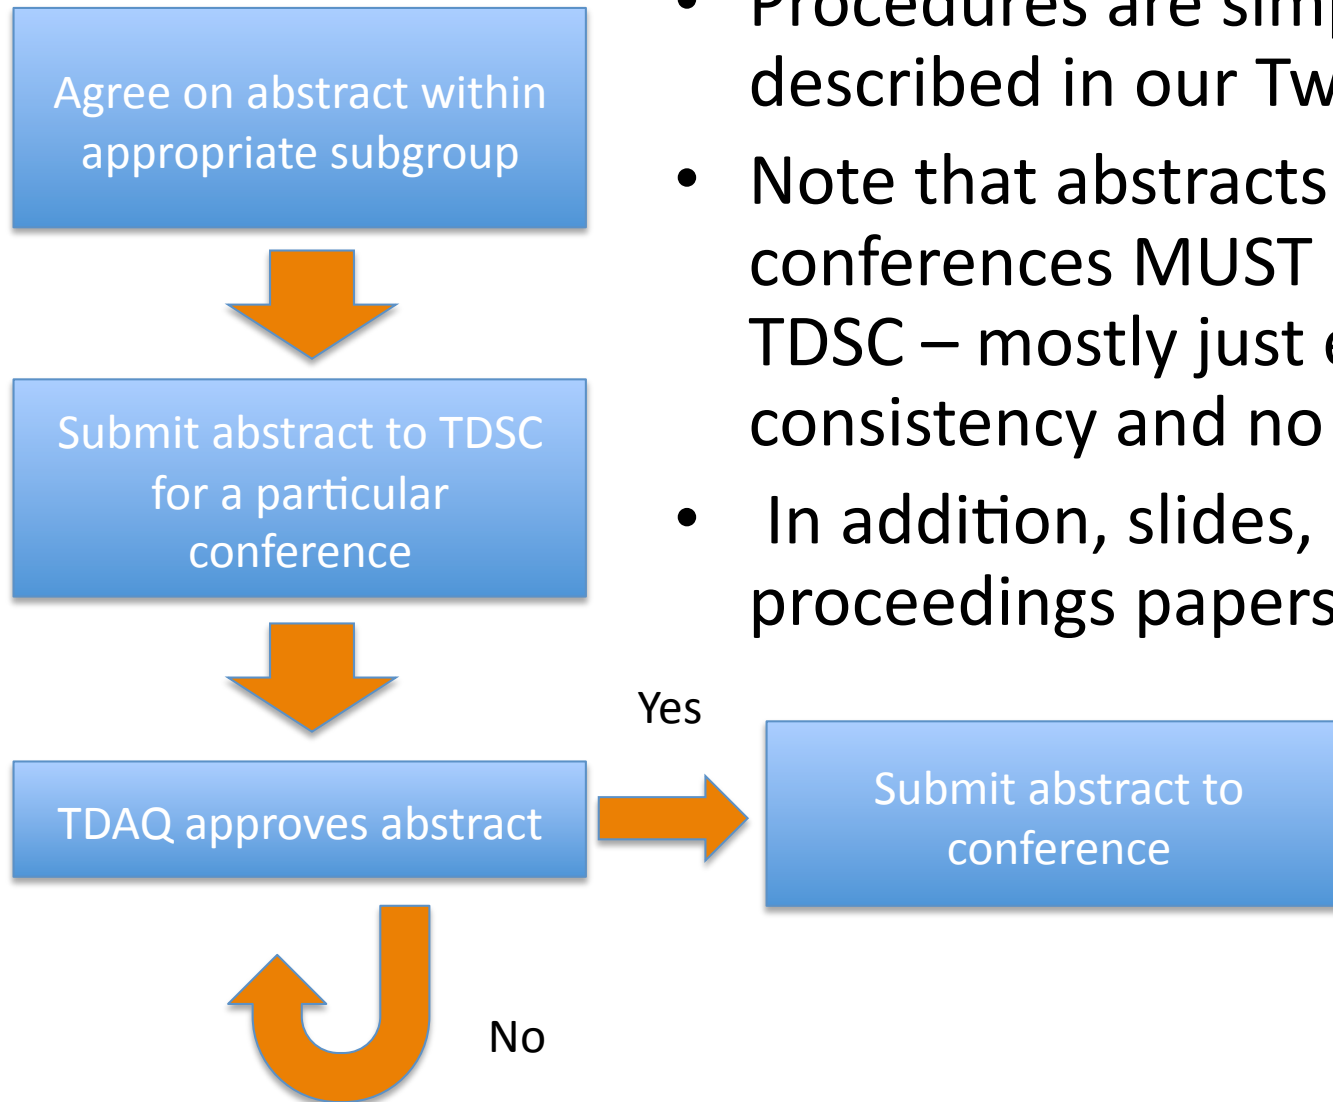 Agree on abstract within
appropriate subgroup
Submit abstract to TDSC
for a particular
conference
TDAQ approves abstract
Yes
Submit abstract to
conference
No
• Procedures are
described in our
• Note that abstracts
conferences MUST
TDSC – mostly just
consistency and no
• In addition, slides,
proceedings papers